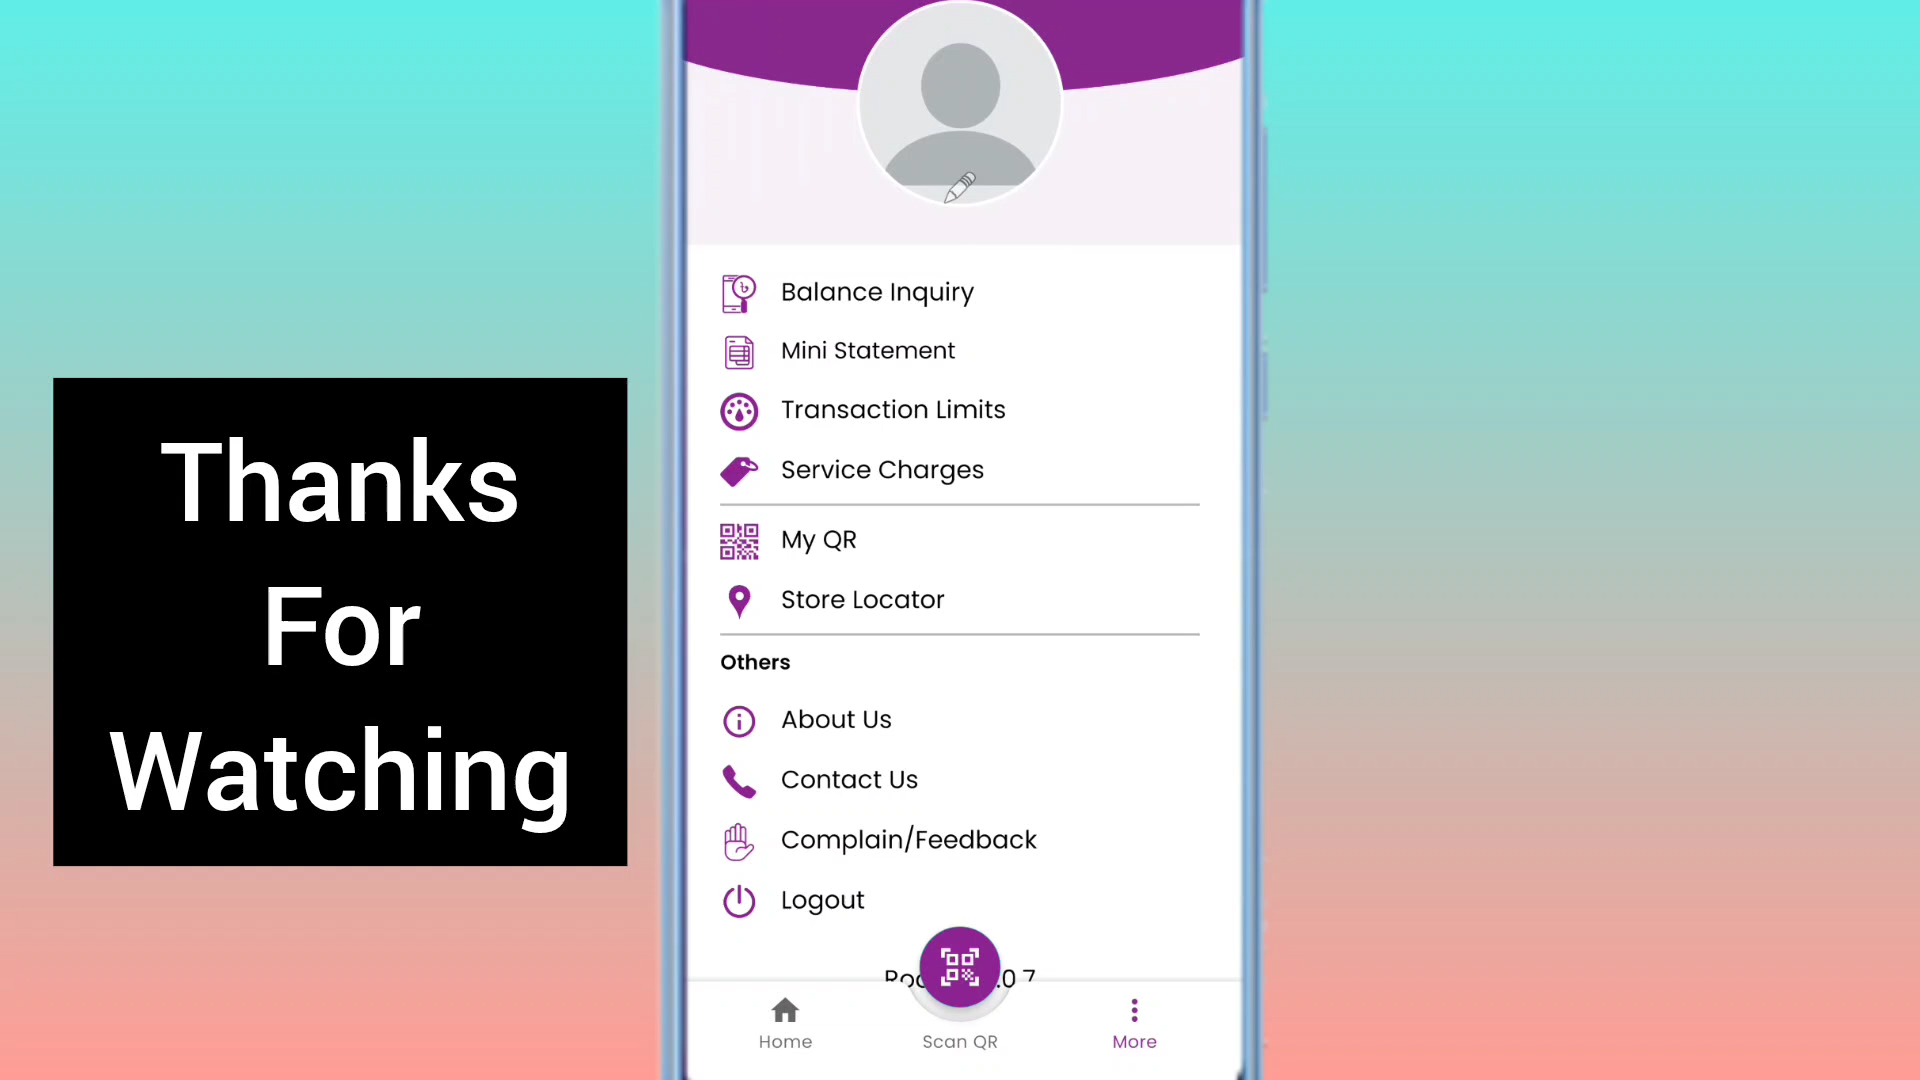 Thanks
For
Watching
Balance Inquiry
Mini Statement
Transaction Limits
Service Charges
My QR
Store Locator
Others
About Us
Contact Us
Complain/Feedback
Logout
Home
Scan QR
More